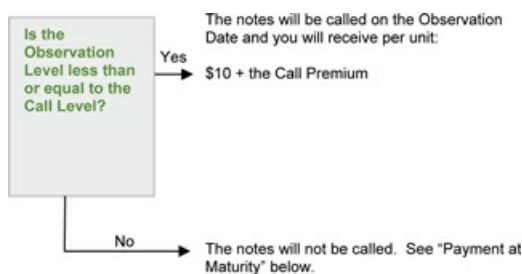 Is the
Observation
Level less than
or equal to the
Call Level?
Yes
The notes will be called on the Observation
Date and you will receive per unit:
$10 + the Call Premium
No
The notes will not be called.  See “Payment at
Maturity” below.